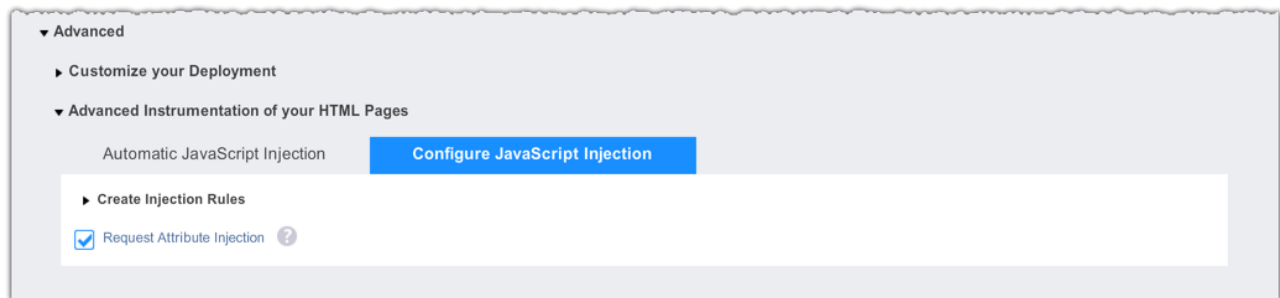 Advanced
Customize your Deployment
Advanced Instrumentation of your HTML Pages
Automatic JavaScript Injection
Configure JavaScript Injection
Create Injection Rules
Request Attribute Injection ?